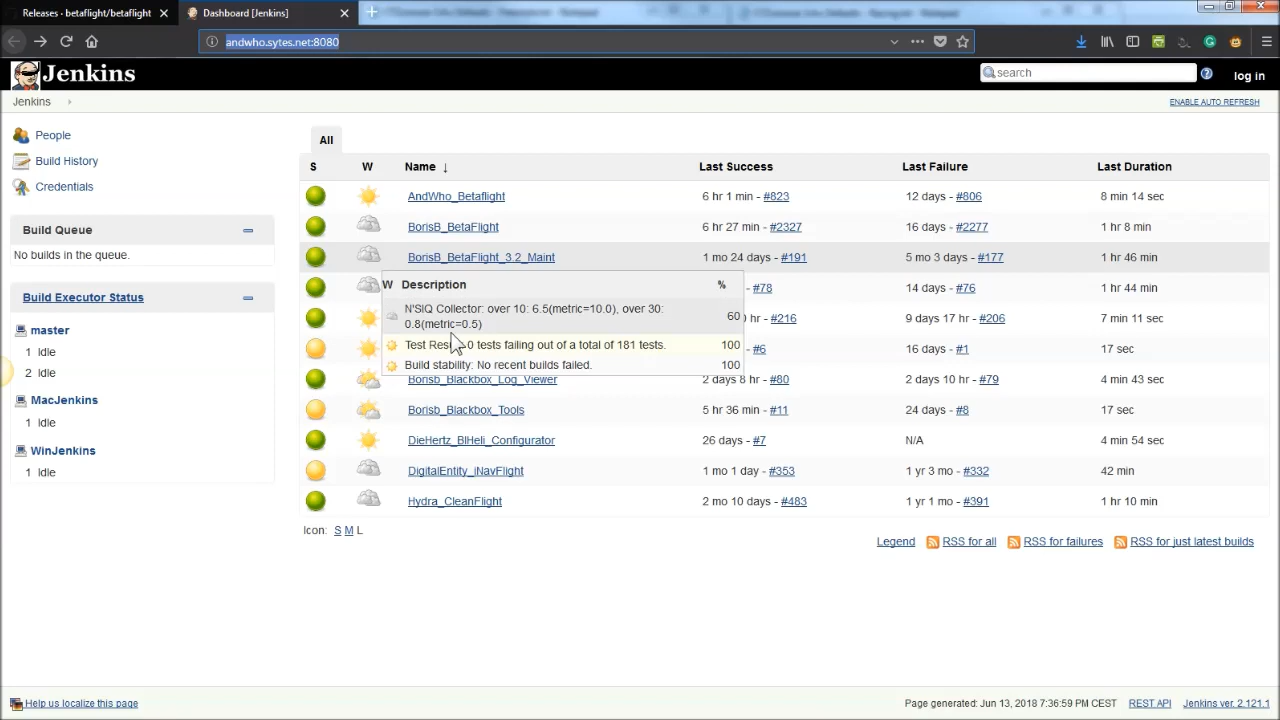 Releases · betaflight/betaflight
Dashboard [Jenkins]
andwho.sytes.net:8080
Jenkins
search
log in
Jenkins
ENABLE AUTO REFRESH
People
Build History
Credentials
Build Queue
No builds in the queue.
Build Executor Status
master
1 Idle
2 Idle
MacJenkins
1 Idle
WinJenkins
1 Idle
All
S W Name ↓ Last Success Last Failure Last Duration
AndWho_Betaflight 6 hr 1 min - #823 12 days - #806 8 min 14 sec
BorisB_BetaFlight 6 hr 27 min - #2327 16 days - #2277 1 hr 8 min
BorisB_BetaFlight_3.2_Maint 1 mo 24 days - #191 5 mo 3 days - #177 1 hr 46 min
W Description %
- #78 14 days - #76 1 hr 44 min
N'SIQ Collector: over 10: 6.5(metric=10.0), over 30:
0.8(metric=0.5) 60
hr - #216 9 days 17 hr - #206 7 min 11 sec
Test Resu 0 tests failing out of a total of 181 tests. 100
- #6 16 days - #1 17 sec
Build stability: No recent builds failed. 100
Borisb_Blackbox_Log_Viewer 2 days 8 hr - #80 2 days 10 hr - #79 4 min 43 sec
Borisb_Blackbox_Tools 5 hr 36 min - #11 24 days - #8 17 sec
DieHertz_BlHeli_Configurator 26 days - #7 N/A 4 min 54 sec
DigitalEntity_iNavFlight 1 mo 1 day - #353 1 yr 3 mo - #332 42 min
Hydra_CleanFlight 2 mo 10 days - #483 1 yr 1 mo - #391 1 hr 10 min
Icon: S M L
Legend RSS for all RSS for failures RSS for just latest builds
Help us localize this page
Page generated: Jun 13, 2018 7:36:59 PM CEST REST API Jenkins ver. 2.121.1